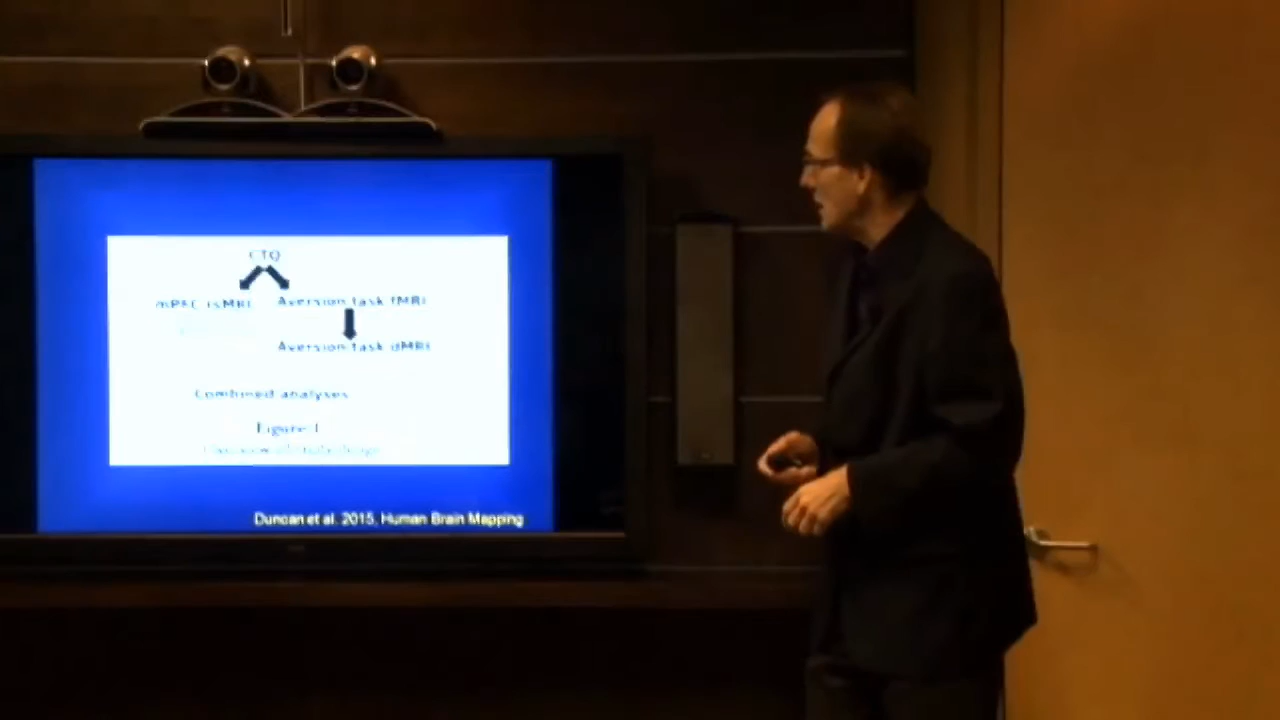 CTQ
mPFC (sMRI) Aversion task fMRI
Aversion task dMRI
Combined analyses
Figure 1
Duncan et al. 2015. Human Brain Mapping